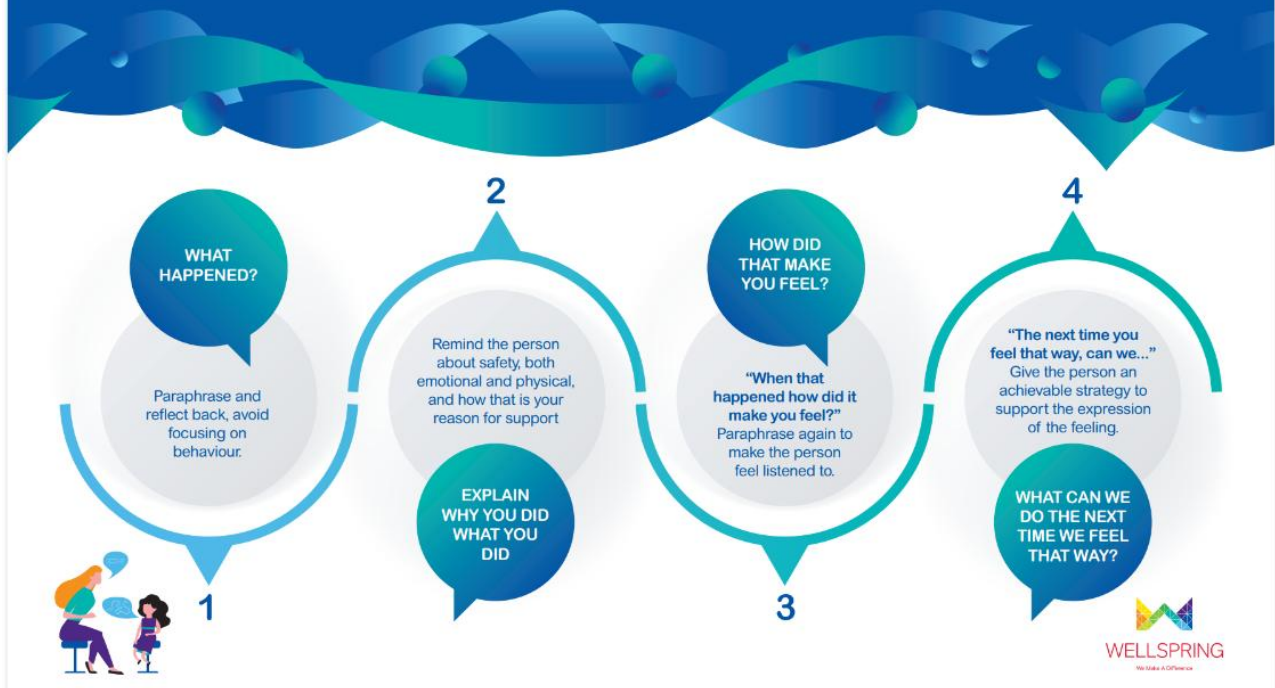 1
WHAT
HAPPENED?
Paraphrase and
reflect back, avoid
focusing on
behaviour.
2
Remind the person
about safety, both
emotional and physical,
and how that is your
reason for support
EXPLAIN
WHY YOU DID
WHAT YOU
DID
3
HOW DID
THAT MAKE
YOU FEEL?
“When that
happened how did it
make you feel?”
Paraphrase again to
make the person
feel listened to.
4
“The next time you
feel that way, can we...”
Give the person an
achievable strategy to
support the expression
of the feeling.
WHAT CAN WE
DO THE NEXT
TIME WE FEEL
THAT WAY?
WELLSPRING
We Make A Difference